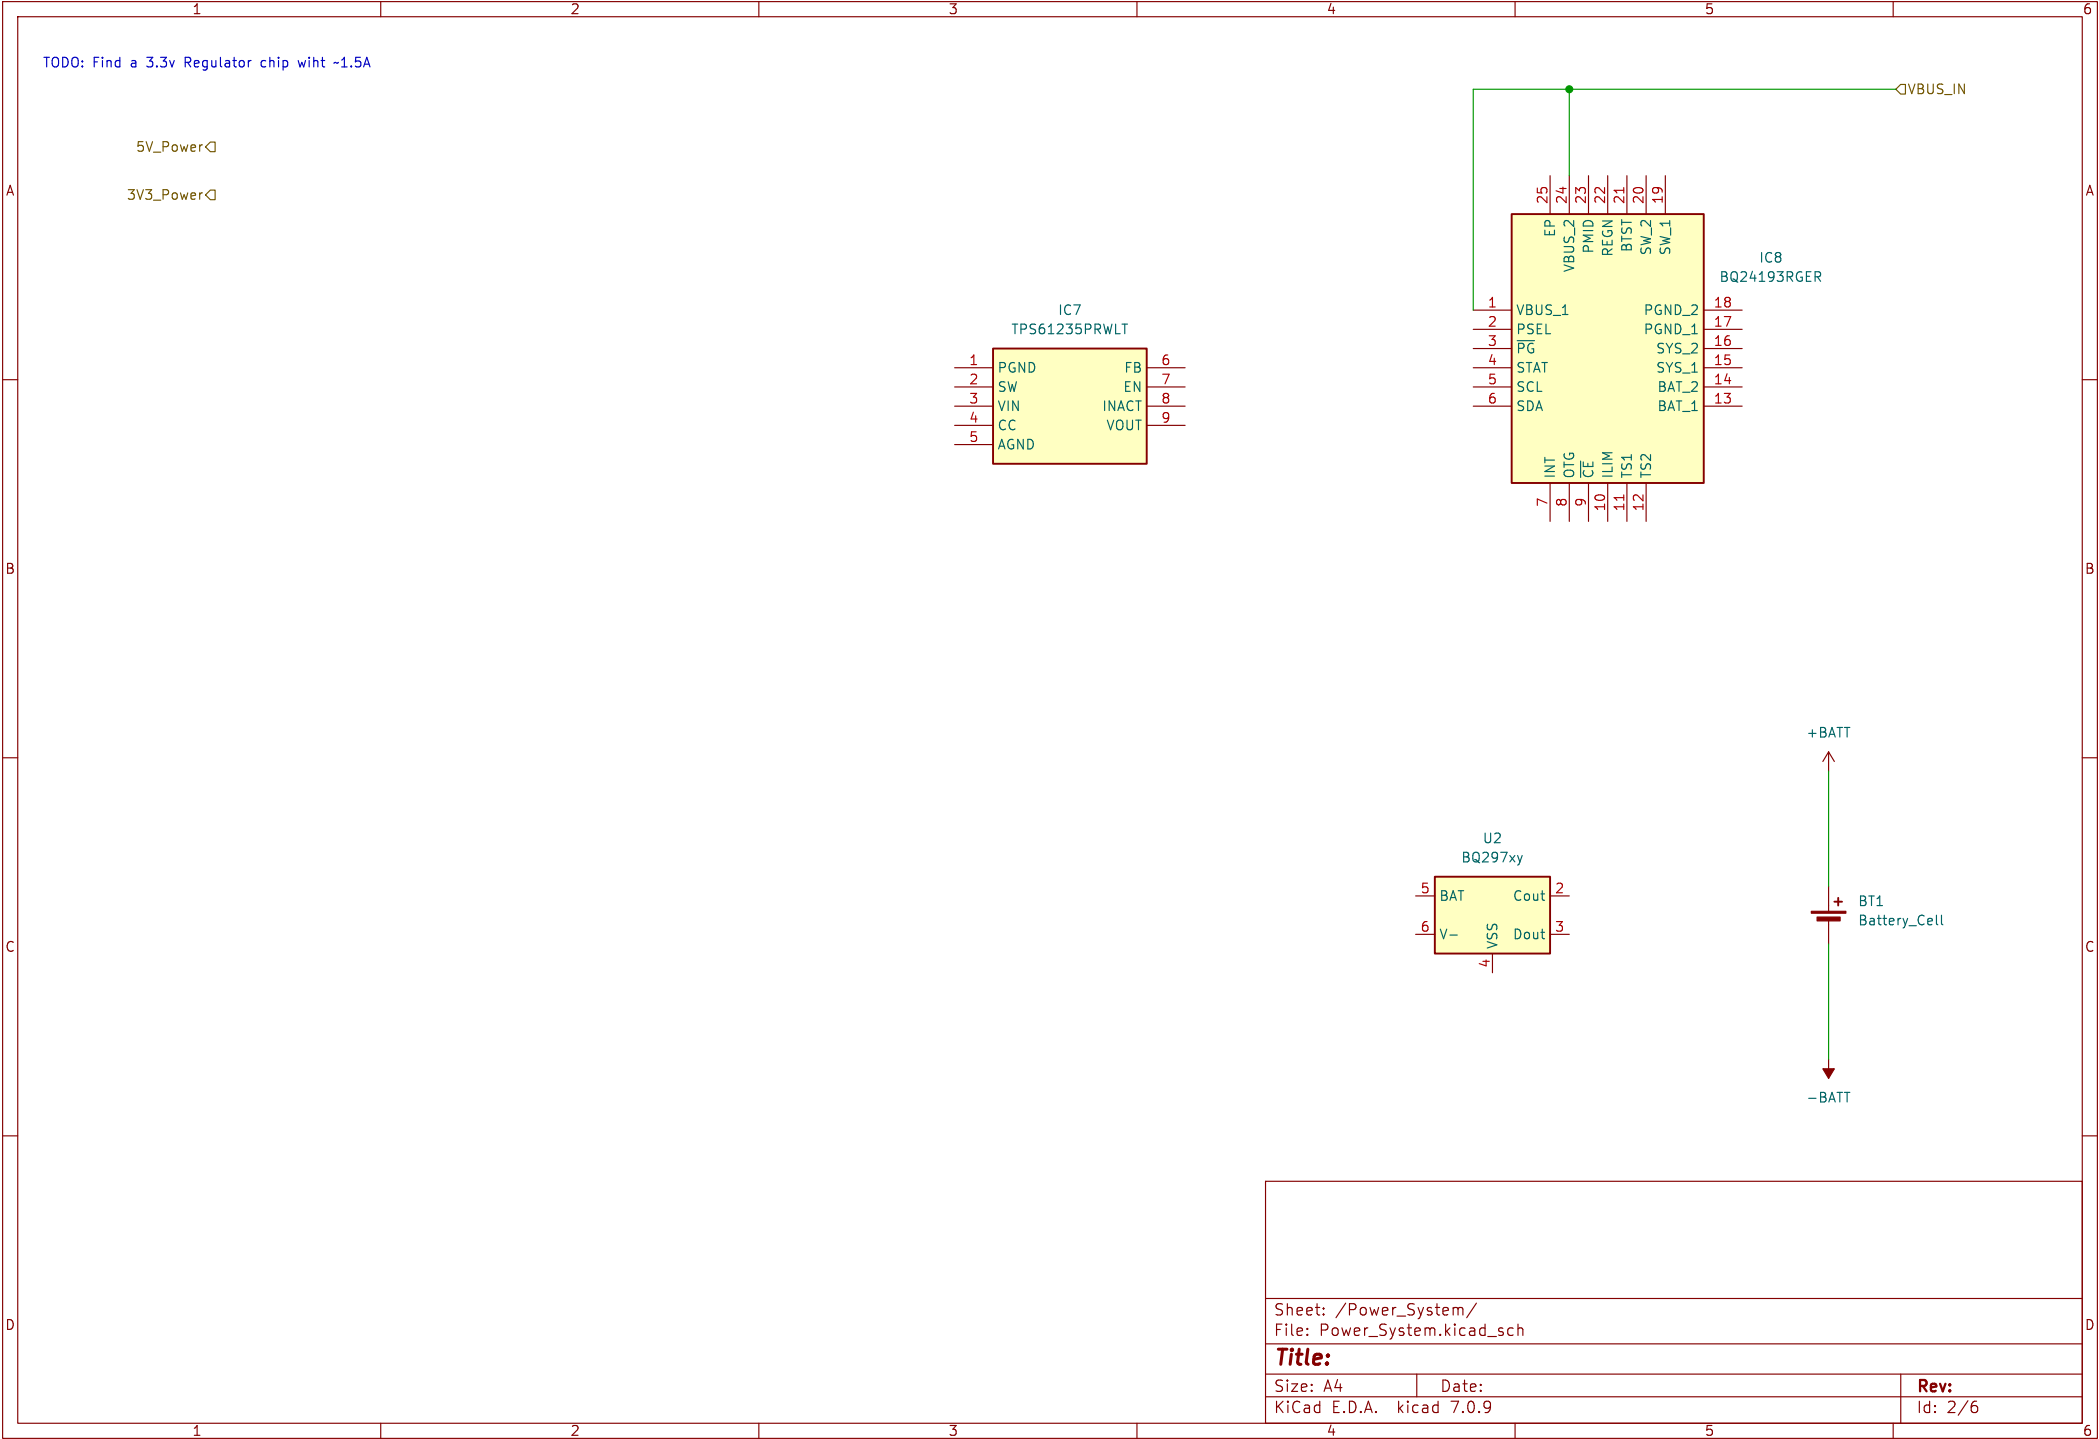 1 2 3 4 5 6
TODO: Find a 3.3v Regulator chip wiht ~1.5A
VBUS_IN
5V_Power
3V3_Power
A
A
25 24 23 22 21 20 19
EP VBUS_2 PMID REGN BTST SW_2 SW_1
IC8
BQ24193RGER
1 VBUS_1 PGND_2 18
2 PSEL PGND_1 17
3 PG SYS_2 16
4 STAT SYS_1 15
5 SCL BAT_2 14
6 SDA BAT_1 13
INT OTG CE ILIM TS1 TS2
7 8 9 10 11 12
IC7
TPS61235PRWLT
1 PGND FB 6
2 SW EN 7
3 VIN INACT 8
4 CC VOUT 9
5 AGND
B
B
+BATT
U2
BQ297xy
5 BAT Cout 2
6 V- Dout 3
VSS
4
+
BT1
Battery_Cell
C
C
-BATT
Sheet: /Power_System/
File: Power_System.kicad_sch
D
D
Title:
Size: A4 Date: Rev:
KiCad E.D.A. kicad 7.0.9 Id: 2/6
1 2 3 4 5 6